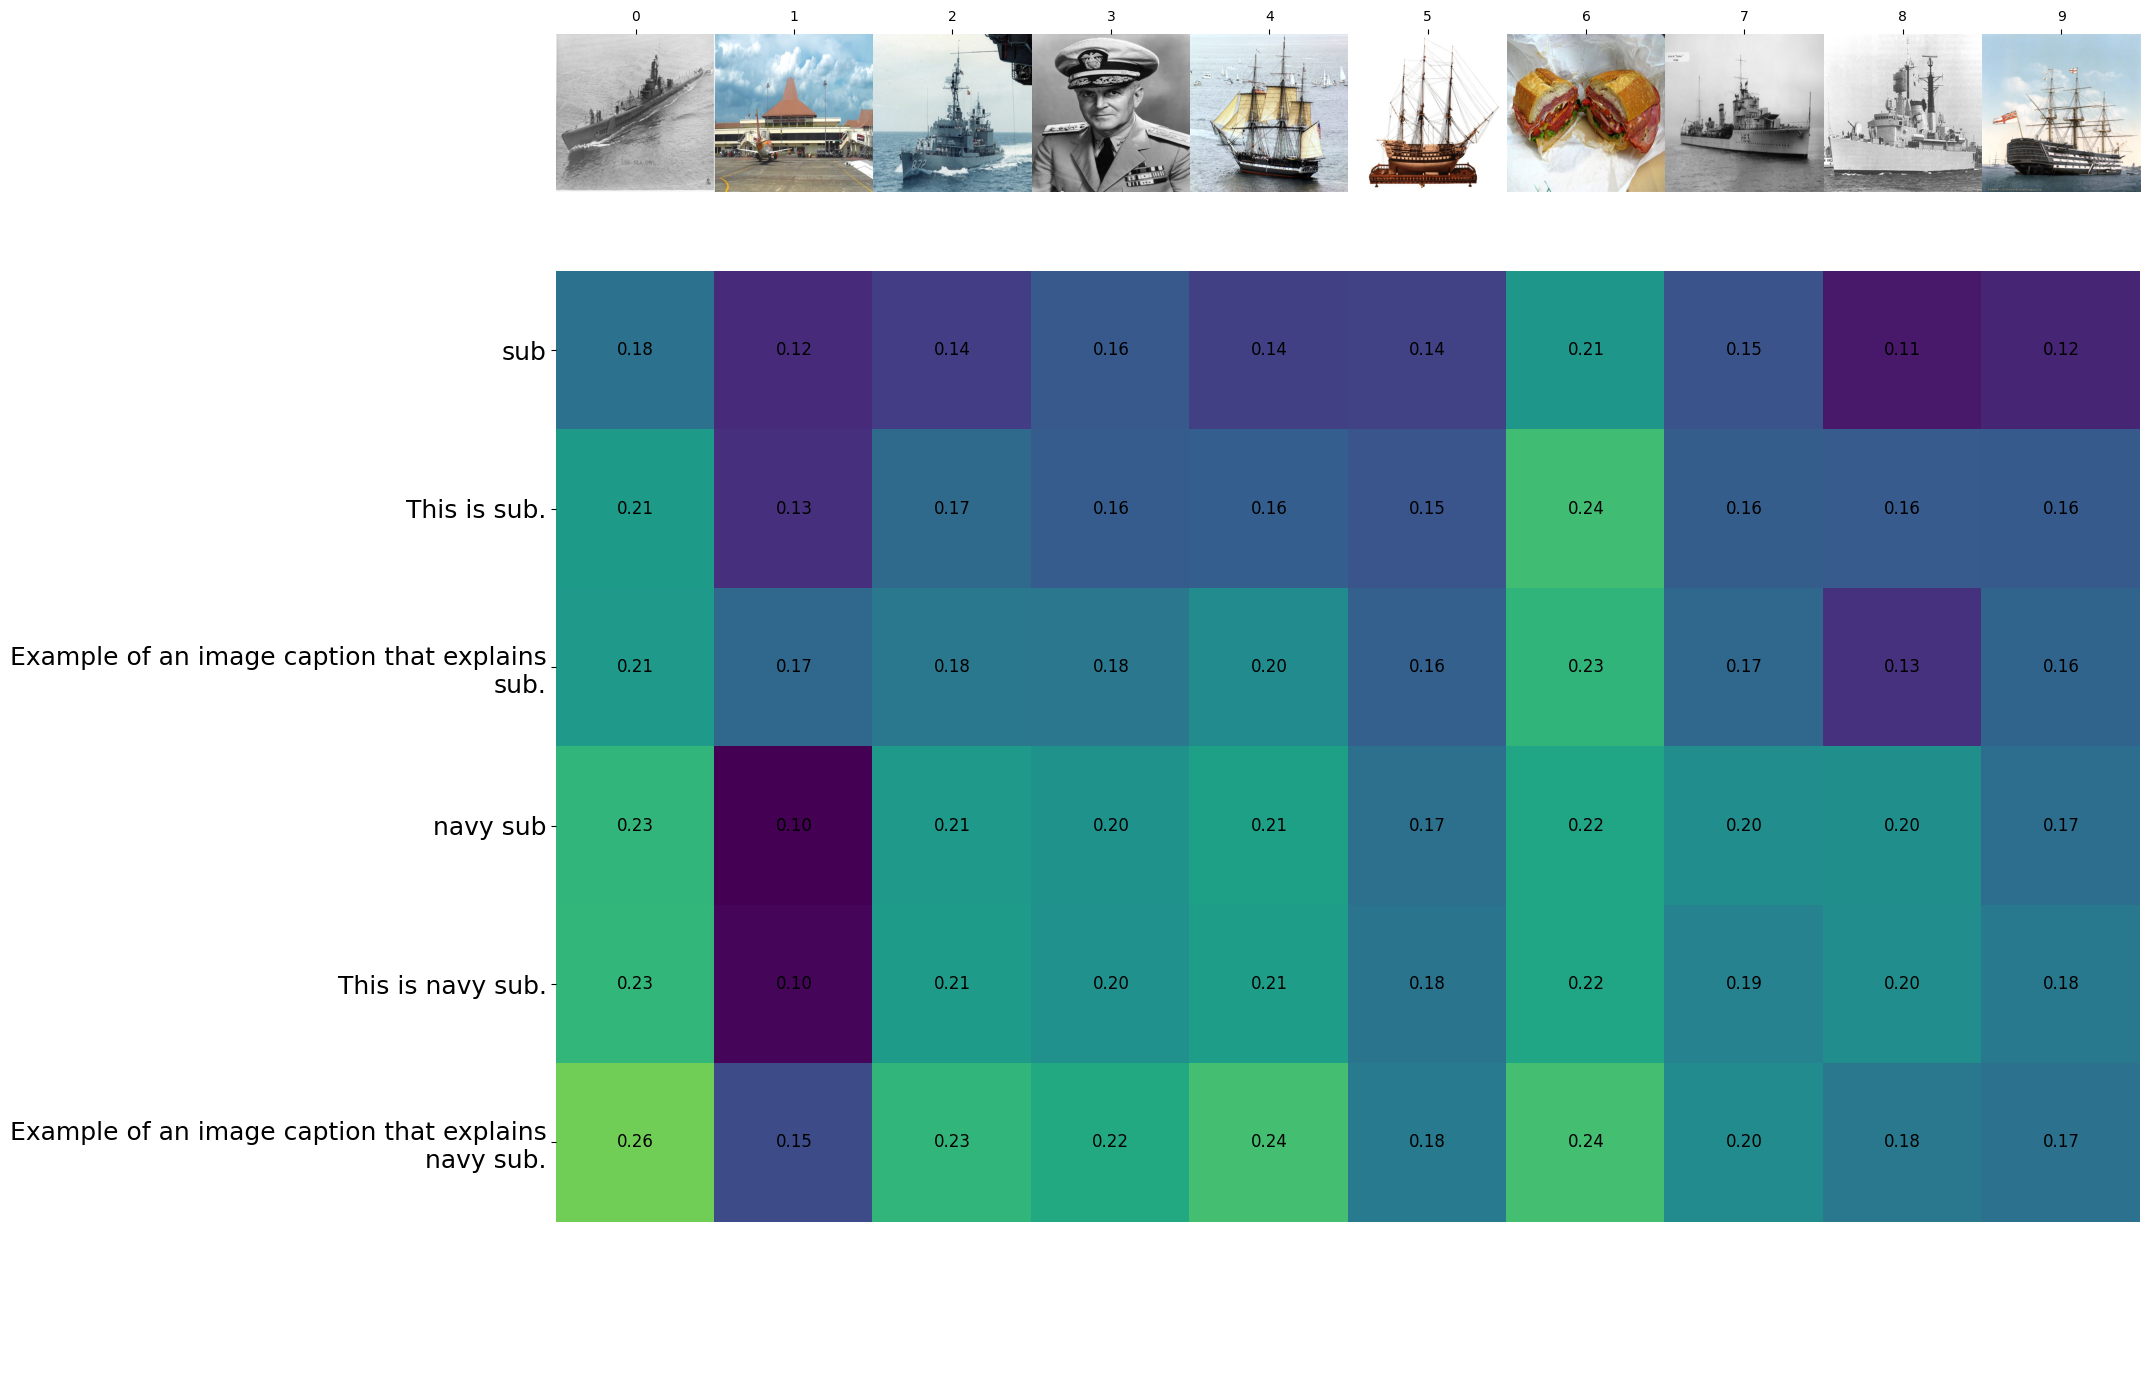 0 1 2 3 4 5 6 7 8 9
sub 0.18 0.12 0.14 0.16 0.14 0.14 0.21 0.15 0.11 0.12
This is sub. 0.21 0.13 0.17 0.16 0.16 0.15 0.24 0.16 0.16 0.16
Example of an image caption that explains
sub. 0.21 0.17 0.18 0.18 0.20 0.16 0.23 0.17 0.13 0.16
navy sub 0.23 0.10 0.21 0.20 0.21 0.17 0.22 0.20 0.20 0.17
This is navy sub. 0.23 0.10 0.21 0.20 0.21 0.18 0.22 0.19 0.20 0.18
Example of an image caption that explains
navy sub. 0.26 0.15 0.23 0.22 0.24 0.18 0.24 0.20 0.18 0.17